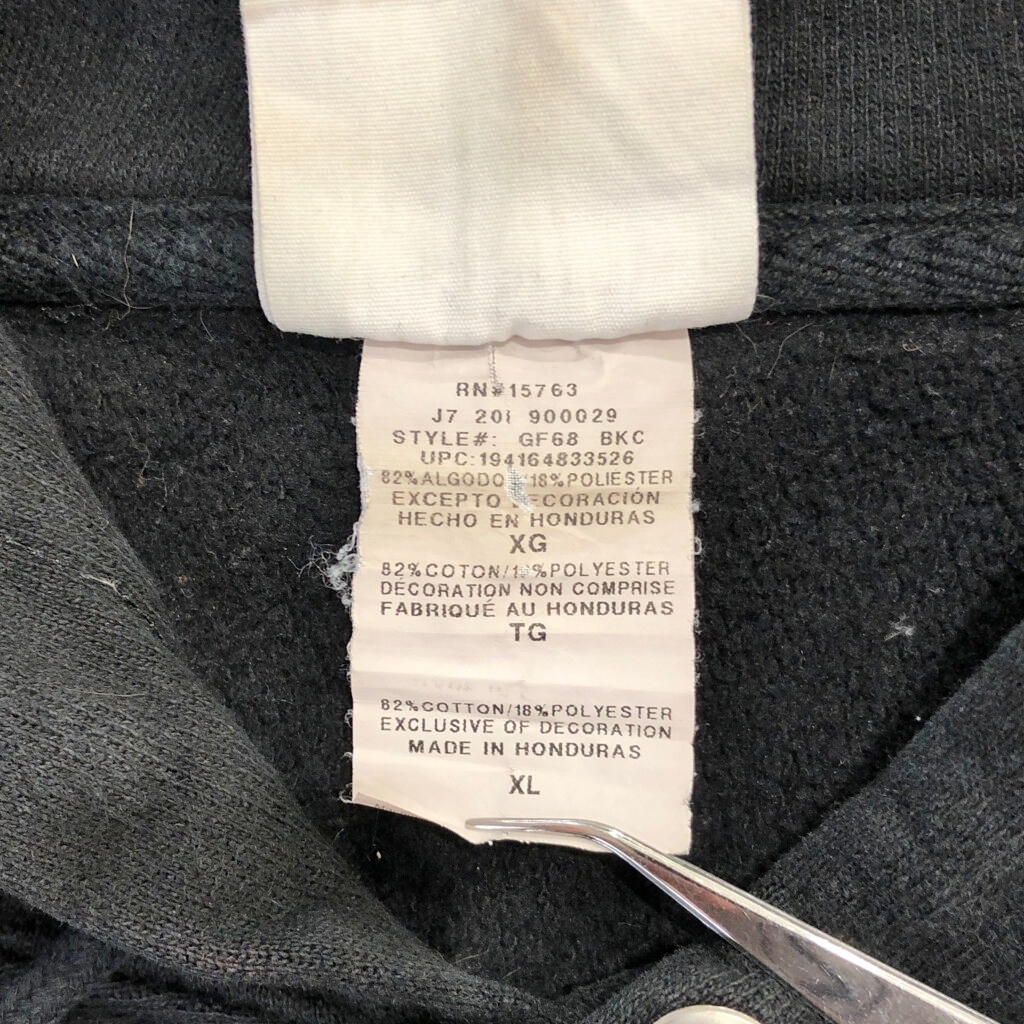 RN#15763
J7 201 900029
STYLE#: GF68 BKC
UPC:194164833526
82%ALGODO 18%POLIESTER
EXCEPTO DECORACIÓN
HECHO EN HONDURAS
XG
82%COTON/18%POLYESTER
DECORATION NON COMPRISE
FABRIQUÉ AU HONDURAS
TG
82%COTTON/18%POLYESTER
EXCLUSIVE OF DECORATION
MADE IN HONDURAS
XL